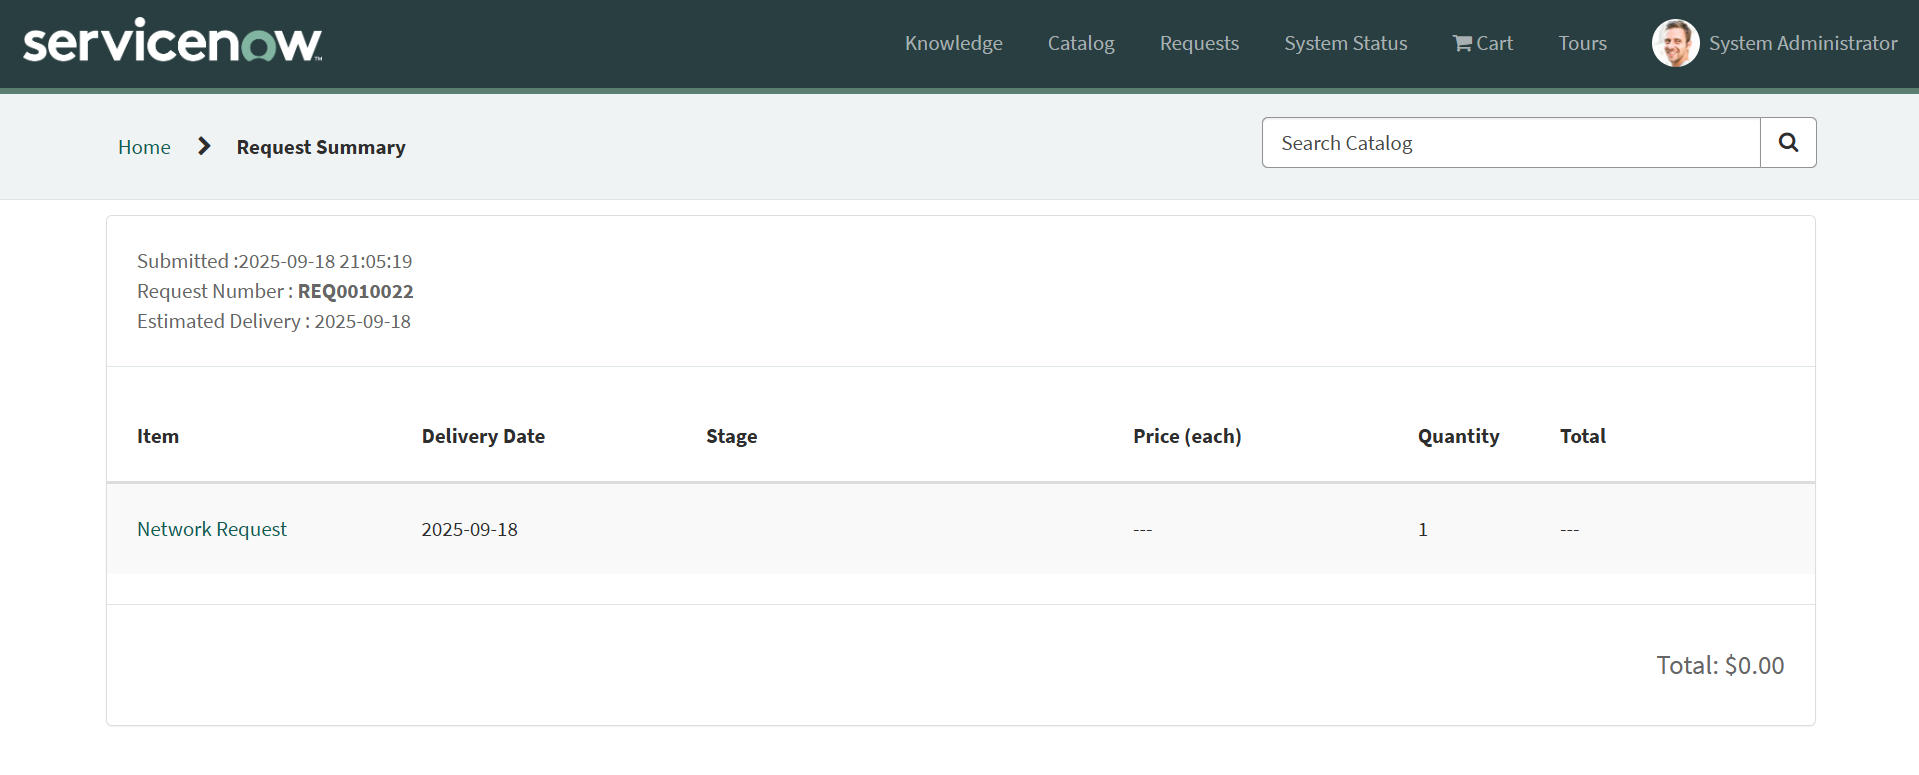 servicenow™
Knowledge Catalog Requests System Status Cart Tours System Administrator
Home Request Summary
Search Catalog
Submitted :2025-09-18 21:05:19
Request Number : REQ0010022
Estimated Delivery : 2025-09-18
Item Delivery Date Stage Price (each) Quantity Total
Network Request 2025-09-18 --- 1 ---
Total: $0.00